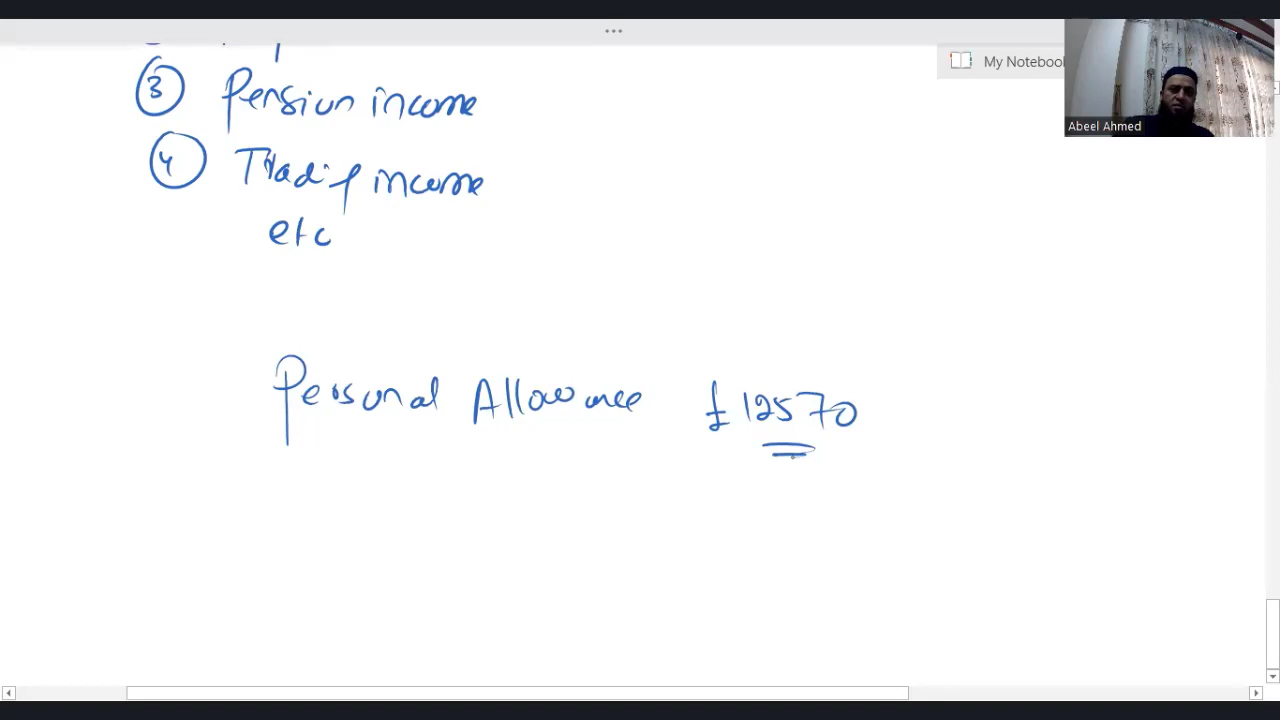 ...
My Notebook
Abeel Ahmed
3 Pension income
4 Trading income
etc
Personal Allowance £12570